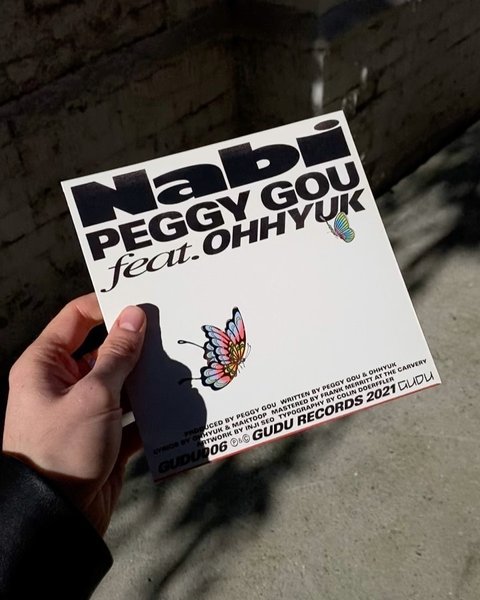 Nabi
PEGGY GOU
feat. OHHYUK
PRODUCED BY PEGGY GOU WRITTEN BY PEGGY GOU & OHHYUK
LYRICS BY OHHYUK & MAKTOOP MASTERED BY FRANK MERRITT AT THE CARVERY
ARTWORK BY INJI SEO TYPOGRAPHY BY COLIN DOERFFLER
GUDU006 ℗&© GUDU RECORDS 2021 GUDU